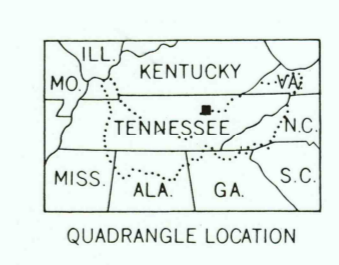 ILL.
KENTUCKY
MO.
VA.
TENNESSEE
N.C.
MISS.
ALA.
GA.
S.C.
QUADRANGLE LOCATION